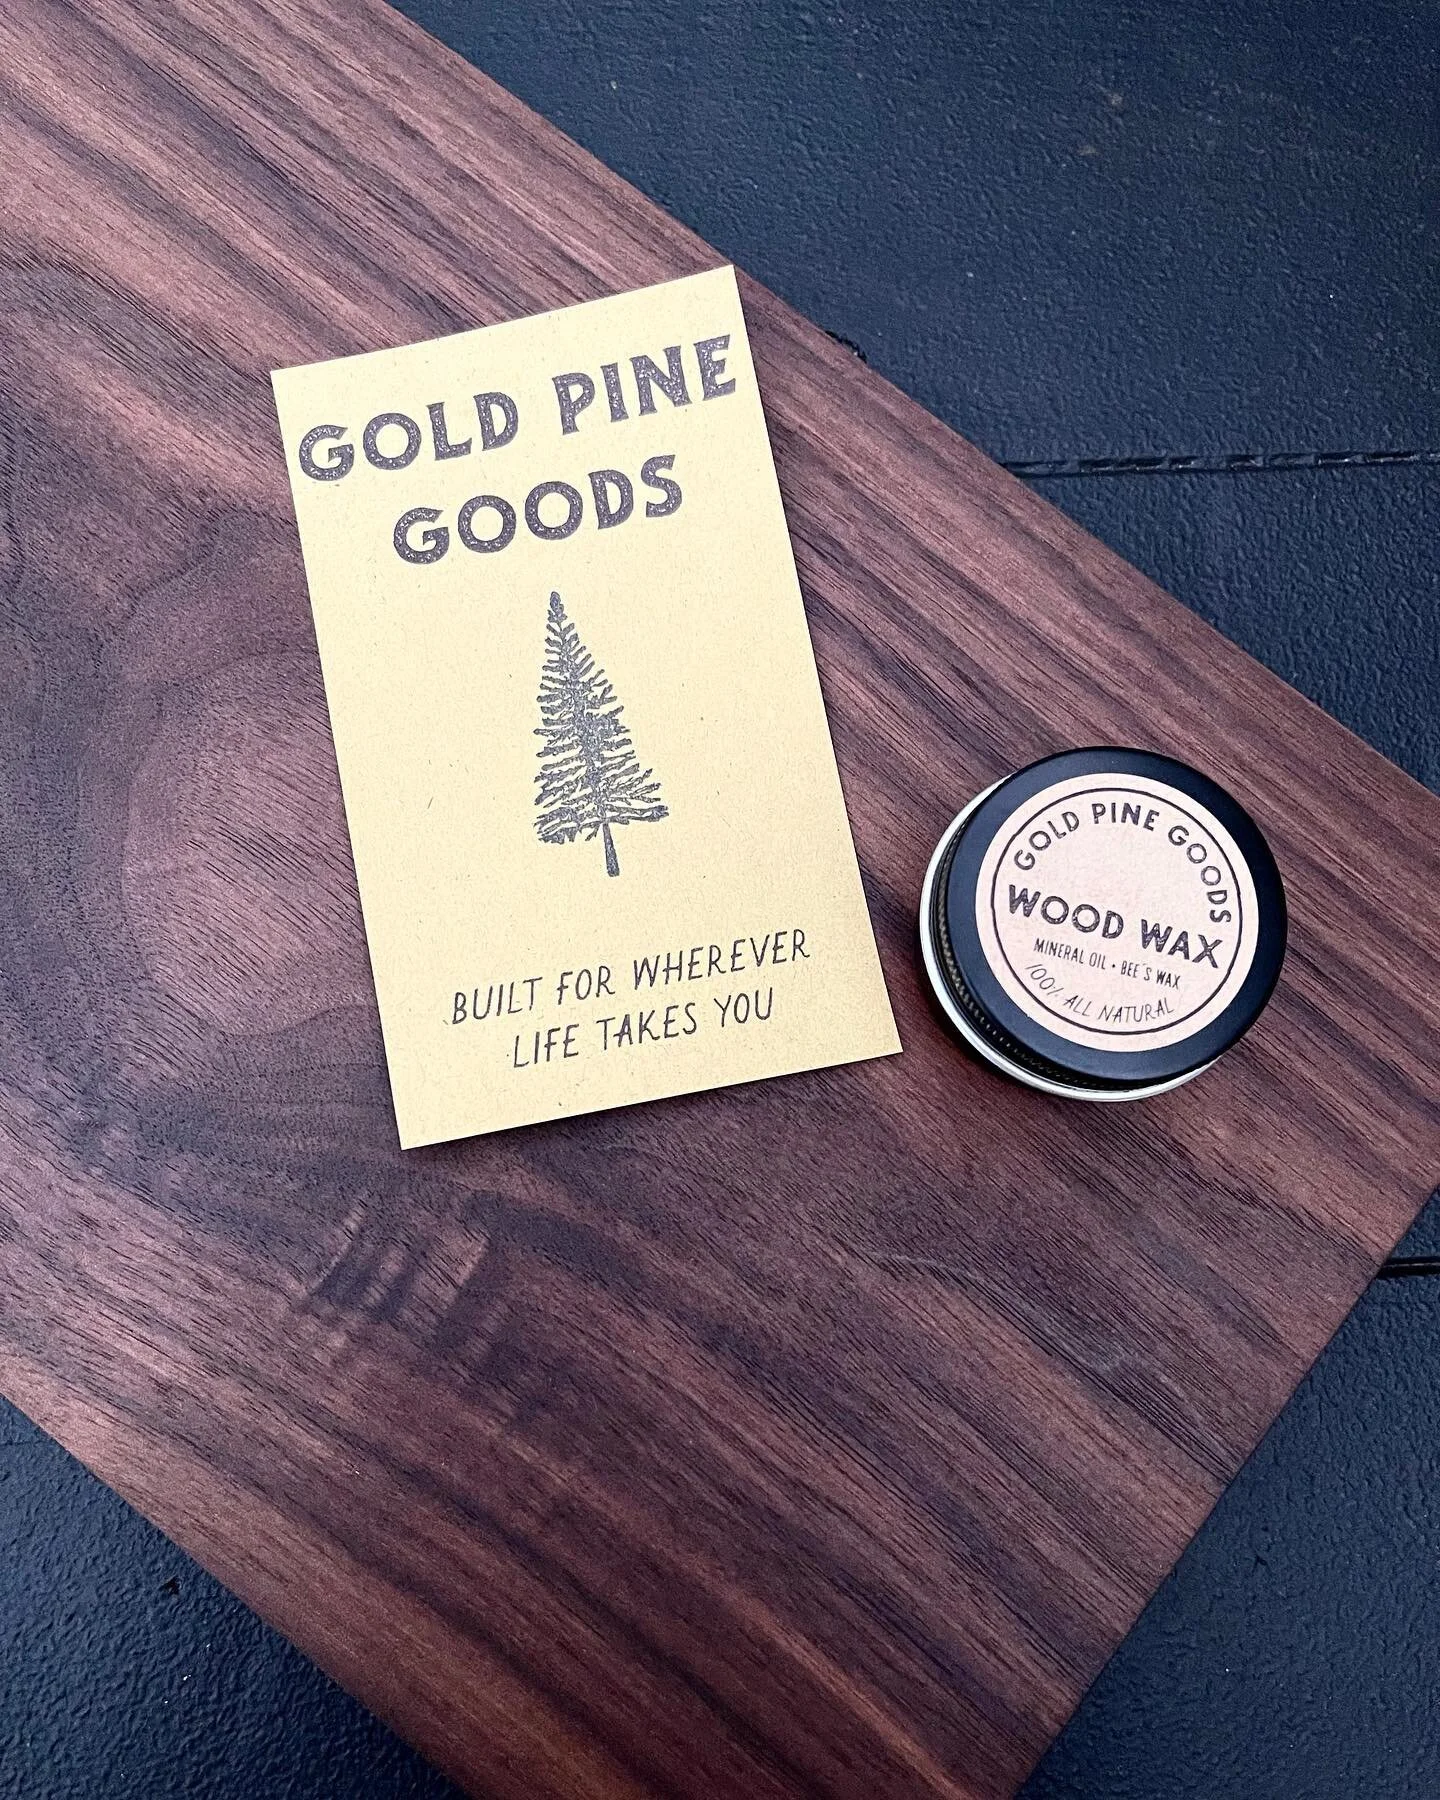 GOLD PINE
GOODS
BUILT FOR WHEREVER
LIFE TAKES YOU
GOLD PINE GOODS
WOOD WAX
MINERAL OIL • BEE'S WAX
100% ALL NATURAL